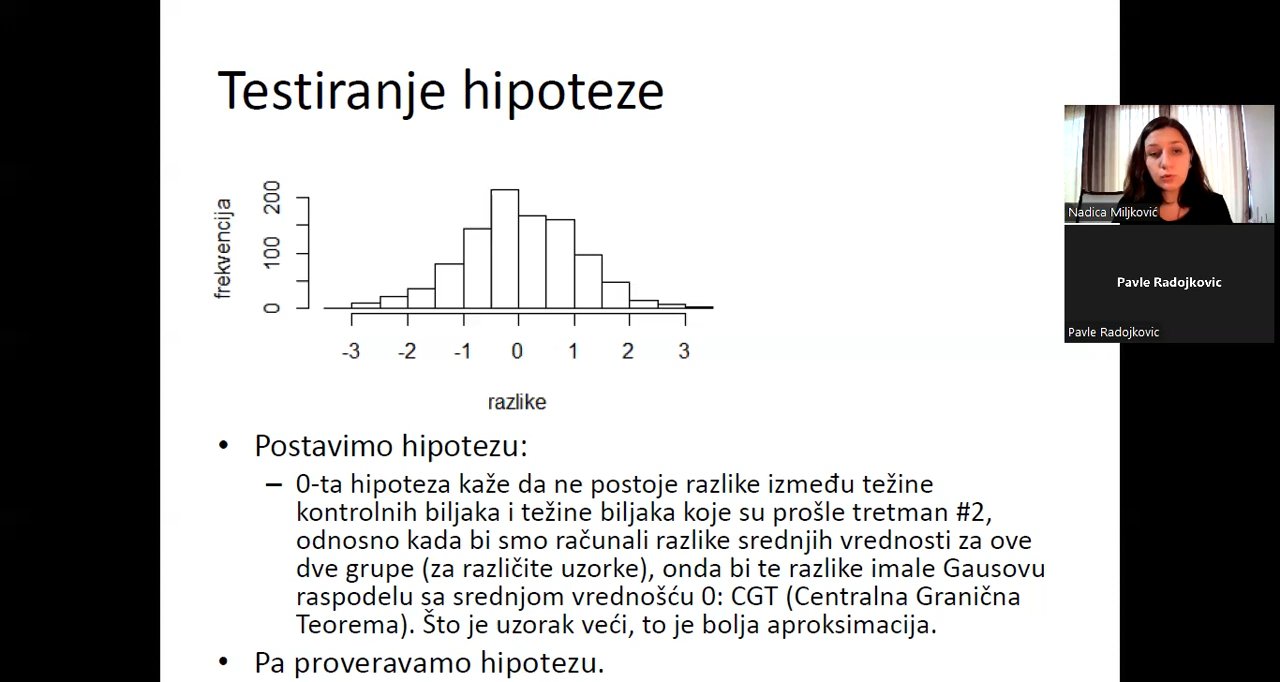 Testiranje hipoteze
frekvencija
200
100
0
-3 -2 -1 0 1 2 3
razlike
• Postavimo hipotezu:
– 0-ta hipoteza kaže da ne postoje razlike između težine
kontrolnih biljaka i težine biljaka koje su prošle tretman #2,
odnosno kada bi smo računali razlike srednjih vrednosti za ove
dve grupe (za različite uzorke), onda bi te razlike imale Gausovu
raspodelu sa srednjom vrednošću 0: CGT (Centralna Granična
Teorema). Što je uzorak veći, to je bolja aproksimacija.
• Pa proveravamo hipotezu.
Nadica Miljković
Pavle Radojkovic
Pavle Radojkovic